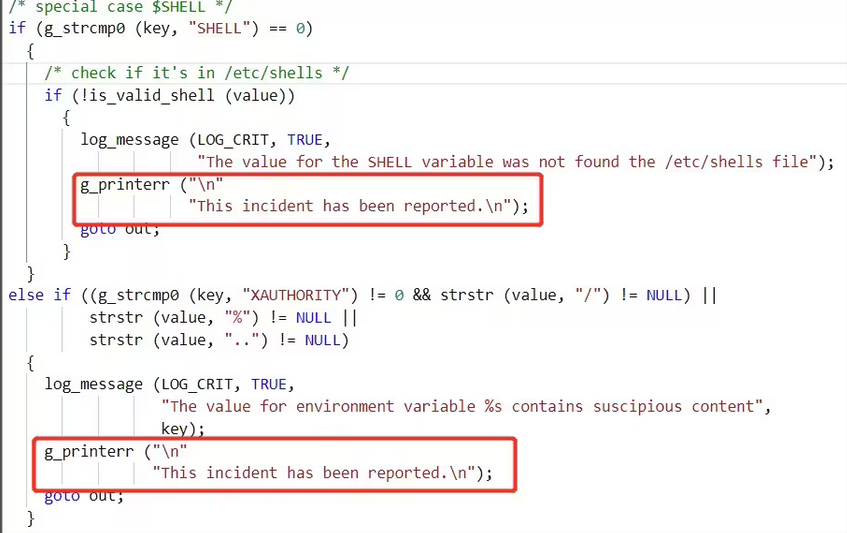 /* special case $SHELL */
if (g_strcmp0 (key, "SHELL") == 0)
{
/* check if it's in /etc/shells */
if (!is_valid_shell (value))
{
log_message (LOG_CRIT, TRUE,
"The value for the SHELL variable was not found the /etc/shells file");
g_printerr ("\n"
"This incident has been reported.\n");
goto out;
}
}
else if ((g_strcmp0 (key, "XAUTHORITY") != 0 && strstr (value, "/") != NULL) ||
strstr (value, "%") != NULL ||
strstr (value, "..") != NULL)
{
log_message (LOG_CRIT, TRUE,
"The value for environment variable %s contains suscipious content",
key);
g_printerr ("\n"
"This incident has been reported.\n");
goto out;
}